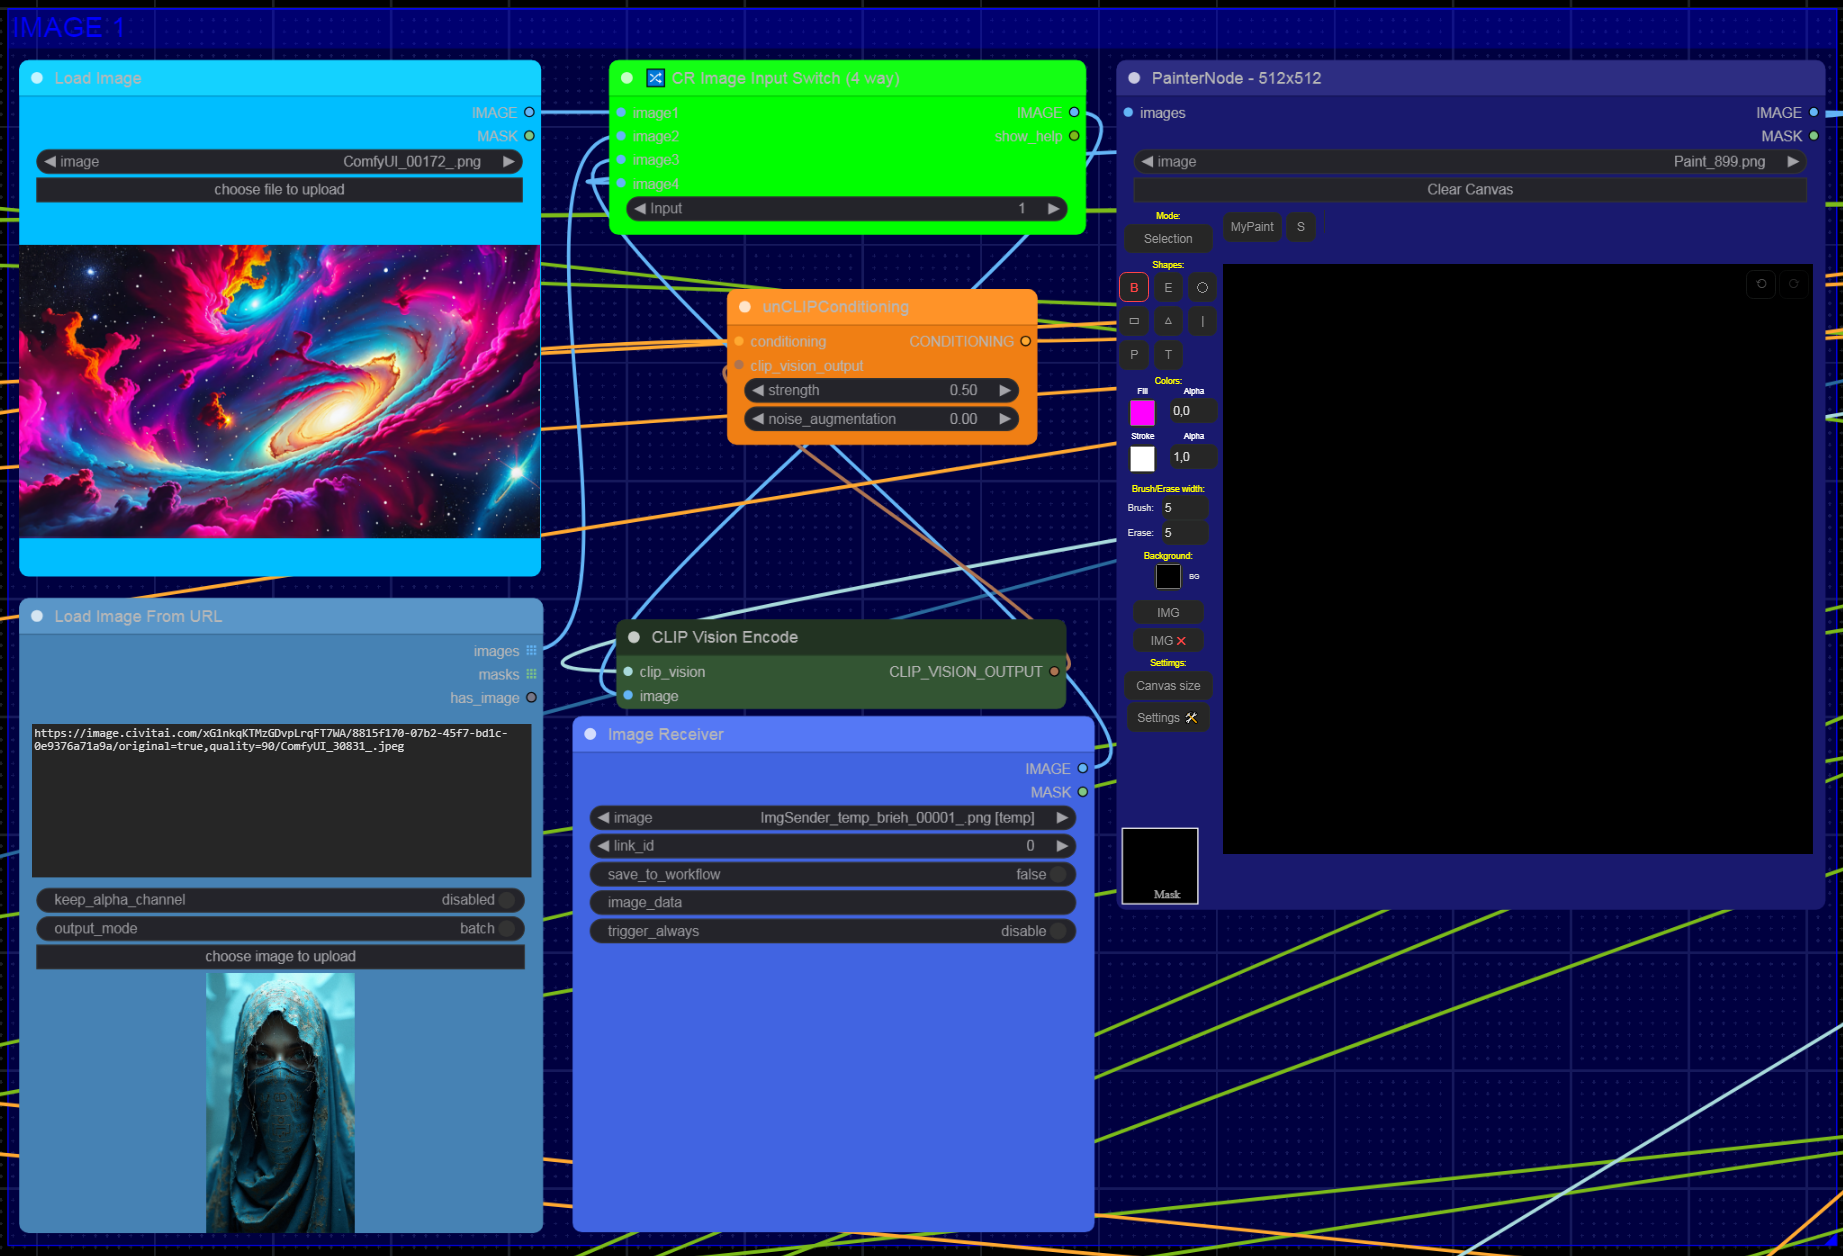 IMAGE 1
Load Image
IMAGE
MASK
image ComfyUI_00172_.png
choose file to upload
CR Image Input Switch (4 way)
image1 IMAGE
image2 show_help
image3
image4
Input 1
unCLIPConditioning
conditioning CONDITIONING
clip_vision_output
strength 0.50
noise_augmentation 0.00
Load Image From URL
images
masks
has_image
https://image.civitai.com/xG1nkqKTMzGDvpLrqFT7WA/8815f170-07b2-45f7-bd1c-
0e9376a71a9a/original=true,quality=90/ComfyUI_30831_.jpeg
keep_alpha_channel disabled
output_mode batch
choose image to upload
CLIP Vision Encode
clip_vision CLIP_VISION_OUTPUT
image
Image Receiver
IMAGE
MASK
image ImgSender_temp_brieh_00001_.png [temp]
link_id 0
save_to_workflow false
image_data
trigger_always disable
PainterNode - 512x512
images IMAGE
MASK
image Paint_899.png
Clear Canvas
Mode:
Selection
MyPaint S
Shapes:
B E
P T
Colors:
Fill Alpha
0,0
Stroke Alpha
1,0
Brush/Erase width:
Brush: 5
Erase: 5
Background:
BG
IMG
IMG
Settimgs:
Canvas size
Settings
Mask